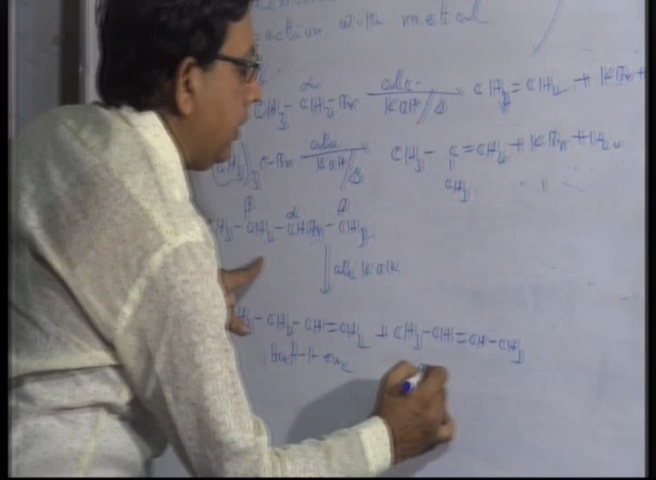 action with metal
CH3-CH2-Br alc. KOH/Δ CH2=CH2 + KBr +
(CH3)3C-Br alc. KOH/Δ CH3-C=CH2 + KBr + H2O
CH3
β α β
CH3-CH2-CHBr-CH3
alc. KOH
CH3-CH2-CH=CH2 + CH3-CH=CH-CH3
but-1-ene